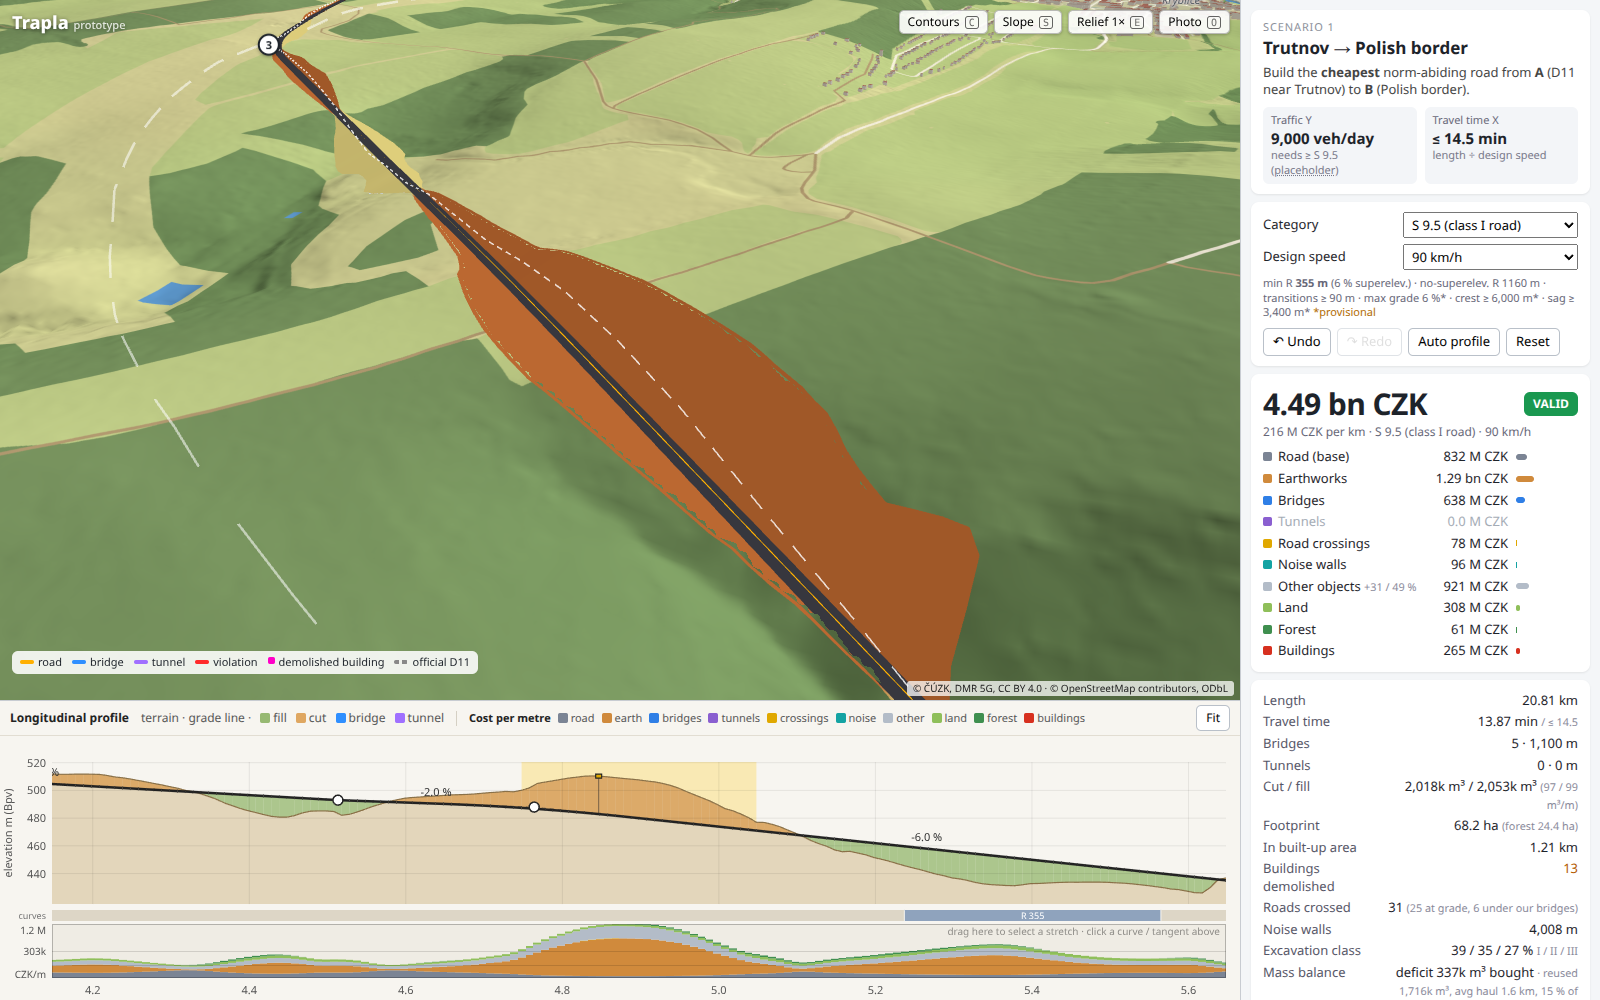 Trapla prototype
Contours C
Slope S
Relief 1× E
Photo O
3
road
bridge
tunnel
violation
demolished building
official D11
© ČÚZK, DMR 5G, CC BY 4.0 · © OpenStreetMap contributors, ODbL
Longitudinal profile
terrain · grade line ·
fill
cut
bridge
tunnel
Cost per metre
road
earth
bridges
tunnels
crossings
noise
other
land
forest
buildings
Fit
elevation m (Bpv)
520
500
480
460
440
%
-2.0 %
-6.0 %
curves
R 355
1.2 M
303k
CZK/m
drag here to select a stretch · click a curve / tangent above
4.2
4.4
4.6
4.8
5.0
5.2
5.4
5.6
SCENARIO 1
Trutnov → Polish border
Build the cheapest norm-abiding road from A (D11
near Trutnov) to B (Polish border).
Traffic Y
9,000 veh/day
needs ≥ S 9.5
(placeholder)
Travel time X
≤ 14.5 min
length ÷ design speed
Category
S 9.5 (class I road)
Design speed
90 km/h
min R 355 m (6 % superelev.) · no-superelev. R 1160 m ·
transitions ≥ 90 m · max grade 6 %* · crest ≥ 6,000 m* · sag ≥
3,400 m* *provisional
↶ Undo
↷ Redo
Auto profile
Reset
4.49 bn CZK
VALID
216 M CZK per km · S 9.5 (class I road) · 90 km/h
Road (base) 832 M CZK
Earthworks 1.29 bn CZK
Bridges 638 M CZK
Tunnels 0.0 M CZK
Road crossings 78 M CZK
Noise walls 96 M CZK
Other objects +31 / 49 % 921 M CZK
Land 308 M CZK
Forest 61 M CZK
Buildings 265 M CZK
Length 20.81 km
Travel time 13.87 min / ≤ 14.5
Bridges 5 · 1,100 m
Tunnels 0 · 0 m
Cut / fill 2,018k m³ / 2,053k m³ (97 / 99
m³/m)
Footprint 68.2 ha (forest 24.4 ha)
In built-up area 1.21 km
Buildings
demolished 13
Roads crossed 31 (25 at grade, 6 under our bridges)
Noise walls 4,008 m
Excavation class 39 / 35 / 27 % I / II / III
Mass balance deficit 337k m³ bought · reused
1,716k m³, avg haul 1.6 km, 15 % of